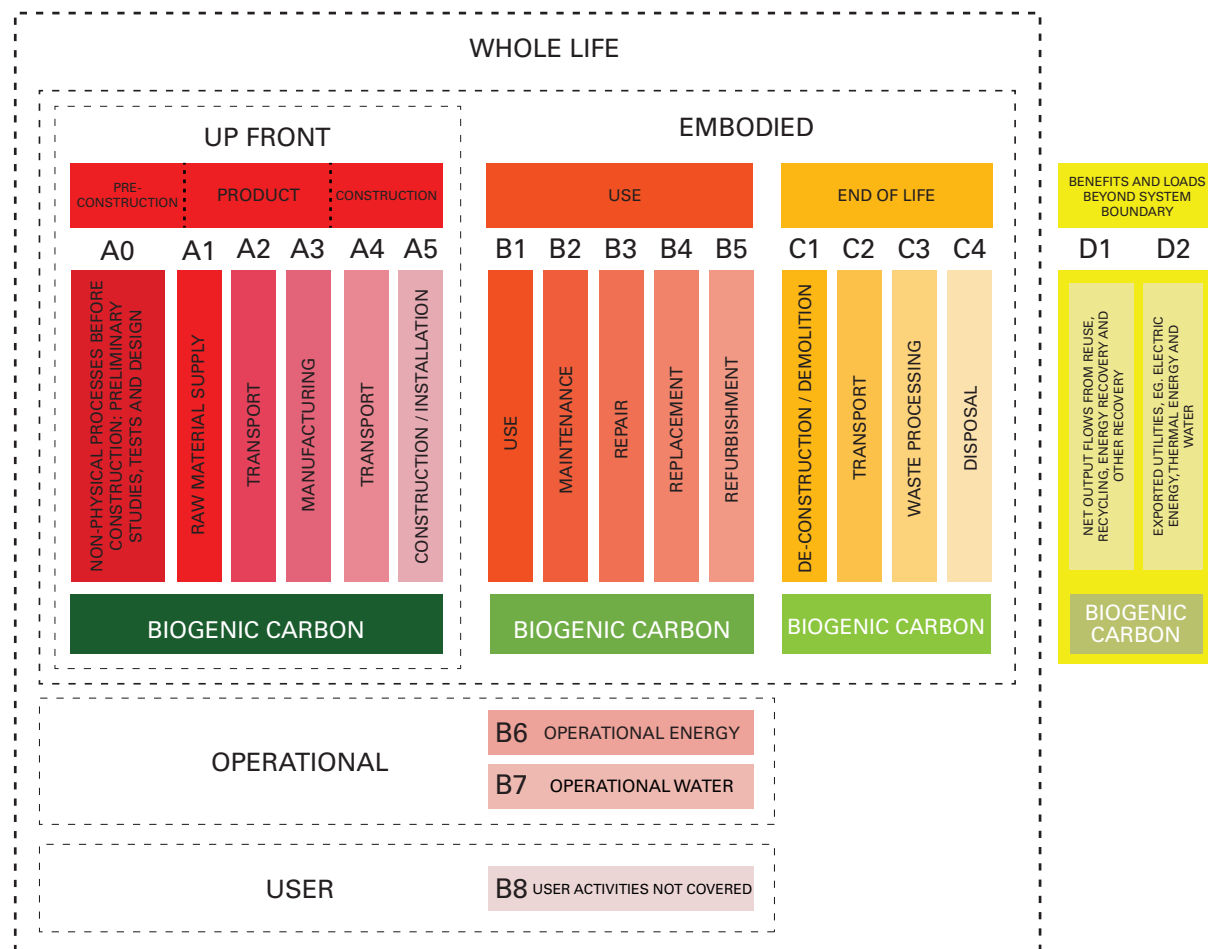 WHOLE LIFE
UP FRONT
EMBODIED
PRE-
CONSTRUCTION
PRODUCT
CONSTRUCTION
USE
END OF LIFE
BENEFITS AND LOADS
BEYOND SYSTEM
BOUNDARY
A0
A1
A2
A3
A4
A5
B1
B2
B3
B4
B5
C1
C2
C3
C4
D1
D2
NON-PHYSICAL PROCESSES BEFORE
CONSTRUCTION: PRELIMINARY
STUDIES, TESTS AND DESIGN
RAW MATERIAL SUPPLY
TRANSPORT
MANUFACTURING
TRANSPORT
CONSTRUCTION / INSTALLATION
USE
MAINTENANCE
REPAIR
REPLACEMENT
REFURBISHMENT
DE-CONSTRUCTION / DEMOLITION
TRANSPORT
WASTE PROCESSING
DISPOSAL
NET OUTPUT FLOWS FROM REUSE,
RECYCLING, ENERGY RECOVERY AND
OTHER RECOVERY
EXPORTED UTILITIES, EG. ELECTRIC
ENERGY,THERMAL ENERGY AND
WATER
BIOGENIC CARBON
BIOGENIC CARBON
BIOGENIC CARBON
BIOGENIC
CARBON
OPERATIONAL
B6 OPERATIONAL ENERGY
B7 OPERATIONAL WATER
USER
B8 USER ACTIVITIES NOT COVERED